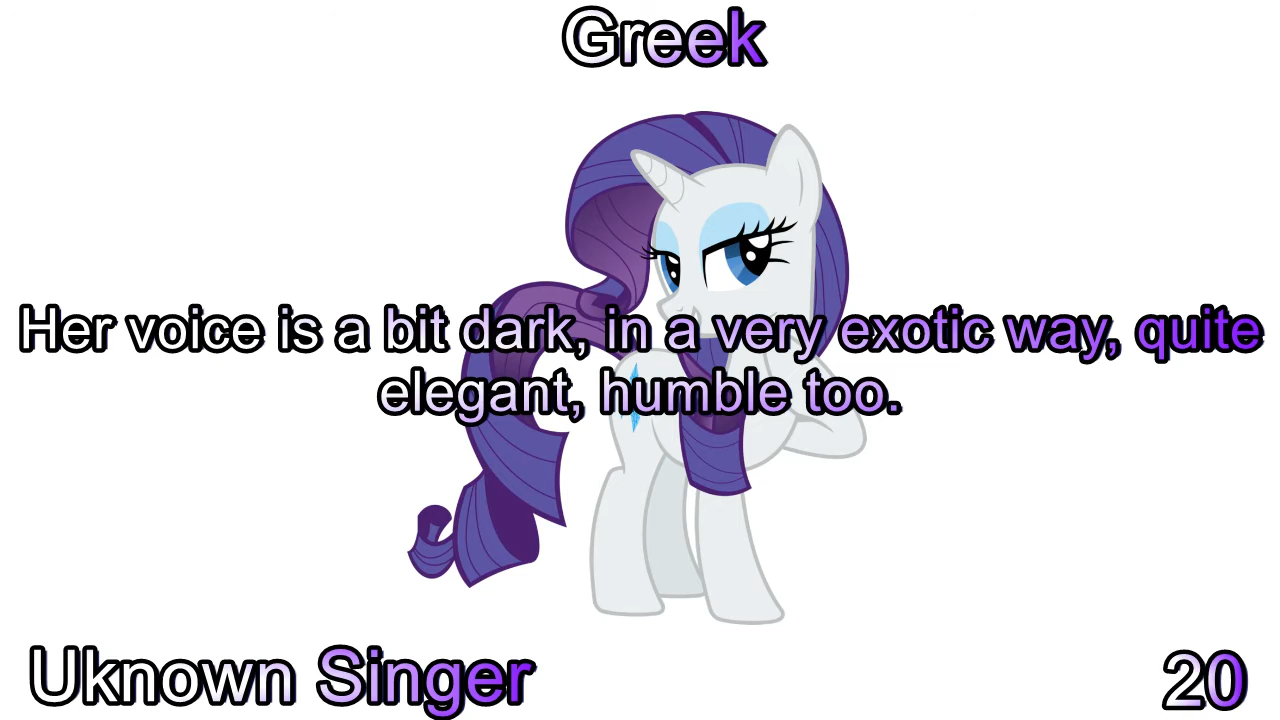 Greek
Her voice is a bit dark, in a very exotic way, quite
elegant, humble too.
Uknown Singer
20